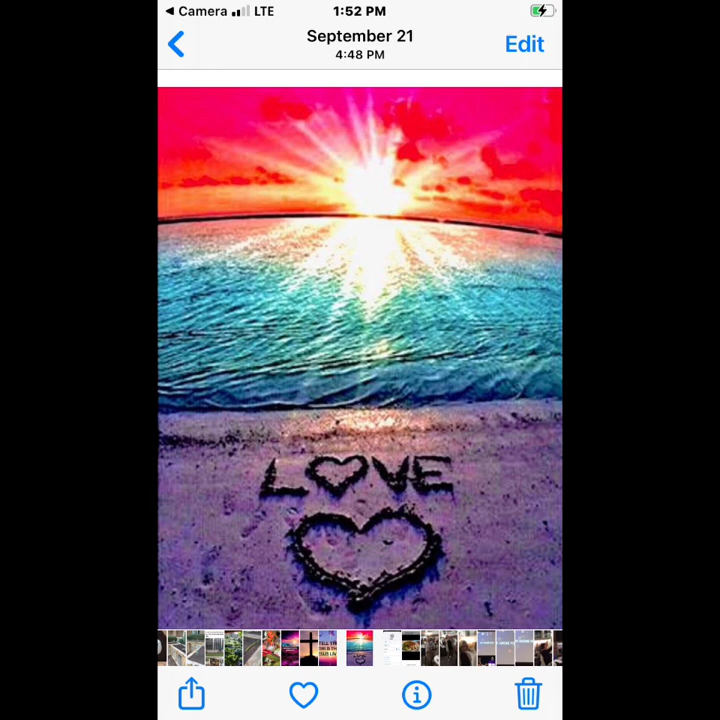 ◀ Camera LTE
1:52 PM
September 21
4:48 PM
Edit
LOVE